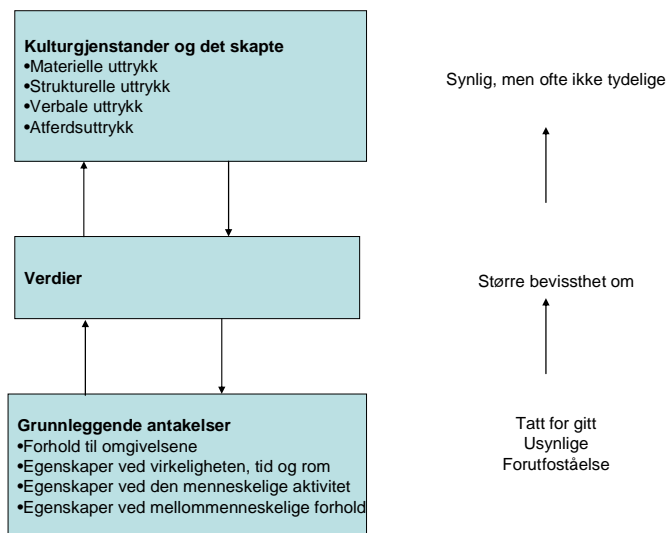 Kulturgjenstander og det skapte
•Materielle uttrykk
•Strukturelle uttrykk
•Verbale uttrykk
•Atferdsuttrykk
Synlig, men ofte ikke tydelige
Verdier
Større bevissthet om
Grunnleggende antakelser
•Forhold til omgivelsene
•Egenskaper ved virkeligheten, tid og rom
•Egenskaper ved den menneskelige aktivitet
•Egenskaper ved mellommenneskelige forhold
Tatt for gitt
Usynlige
Forutfoståelse